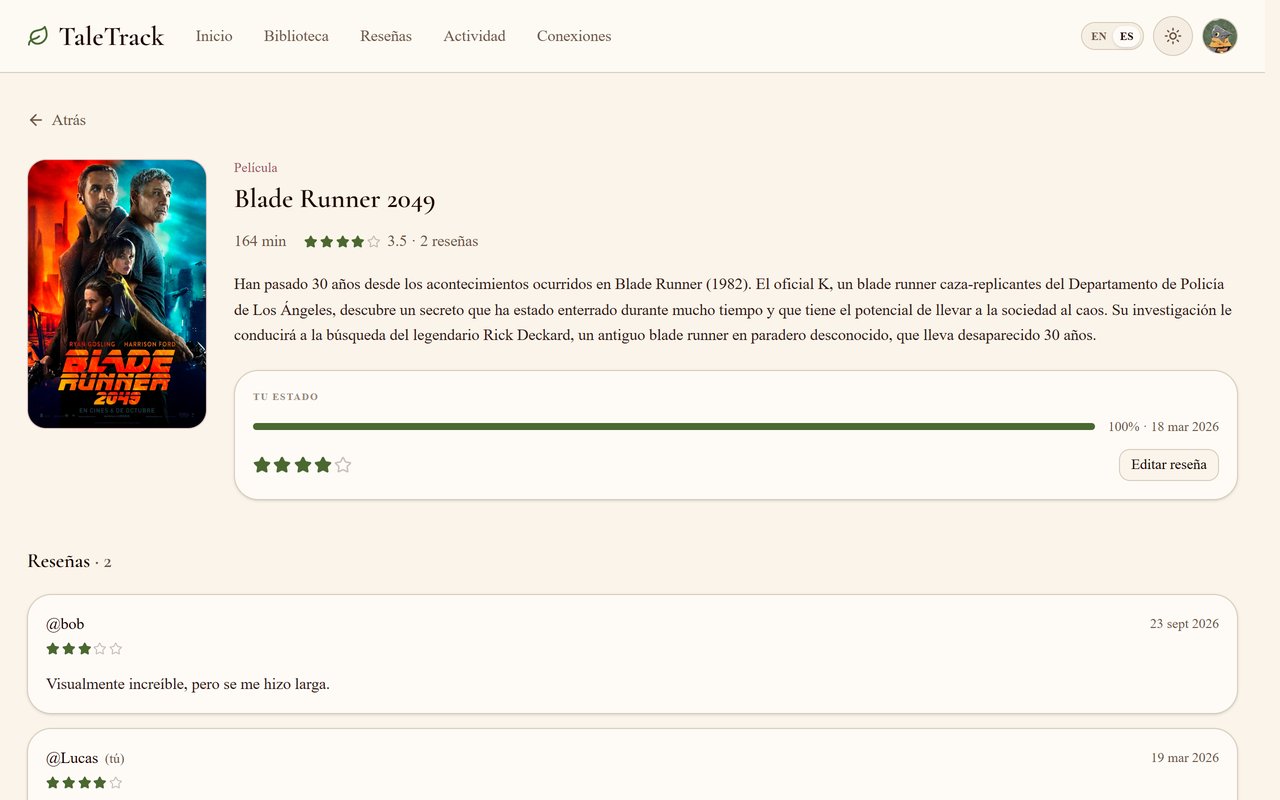 TaleTrack
Inicio
Biblioteca
Reseñas
Actividad
Conexiones
EN
ES
Atrás
RYAN GOSLING HARRISON FORD
BLADE
RUNNER
2049
EN CINES 6 DE OCTUBRE
Película
Blade Runner 2049
164 min
3.5 · 2 reseñas
Han pasado 30 años desde los acontecimientos ocurridos en Blade Runner (1982). El oficial K, un blade runner caza-replicantes del Departamento de Policía
de Los Ángeles, descubre un secreto que ha estado enterrado durante mucho tiempo y que tiene el potencial de llevar a la sociedad al caos. Su investigación le
conducirá a la búsqueda del legendario Rick Deckard, un antiguo blade runner en paradero desconocido, que lleva desaparecido 30 años.
TU ESTADO
100% · 18 mar 2026
Editar reseña
Reseñas · 2
@bob
23 sept 2026
Visualmente increíble, pero se me hizo larga.
@Lucas (tú)
19 mar 2026